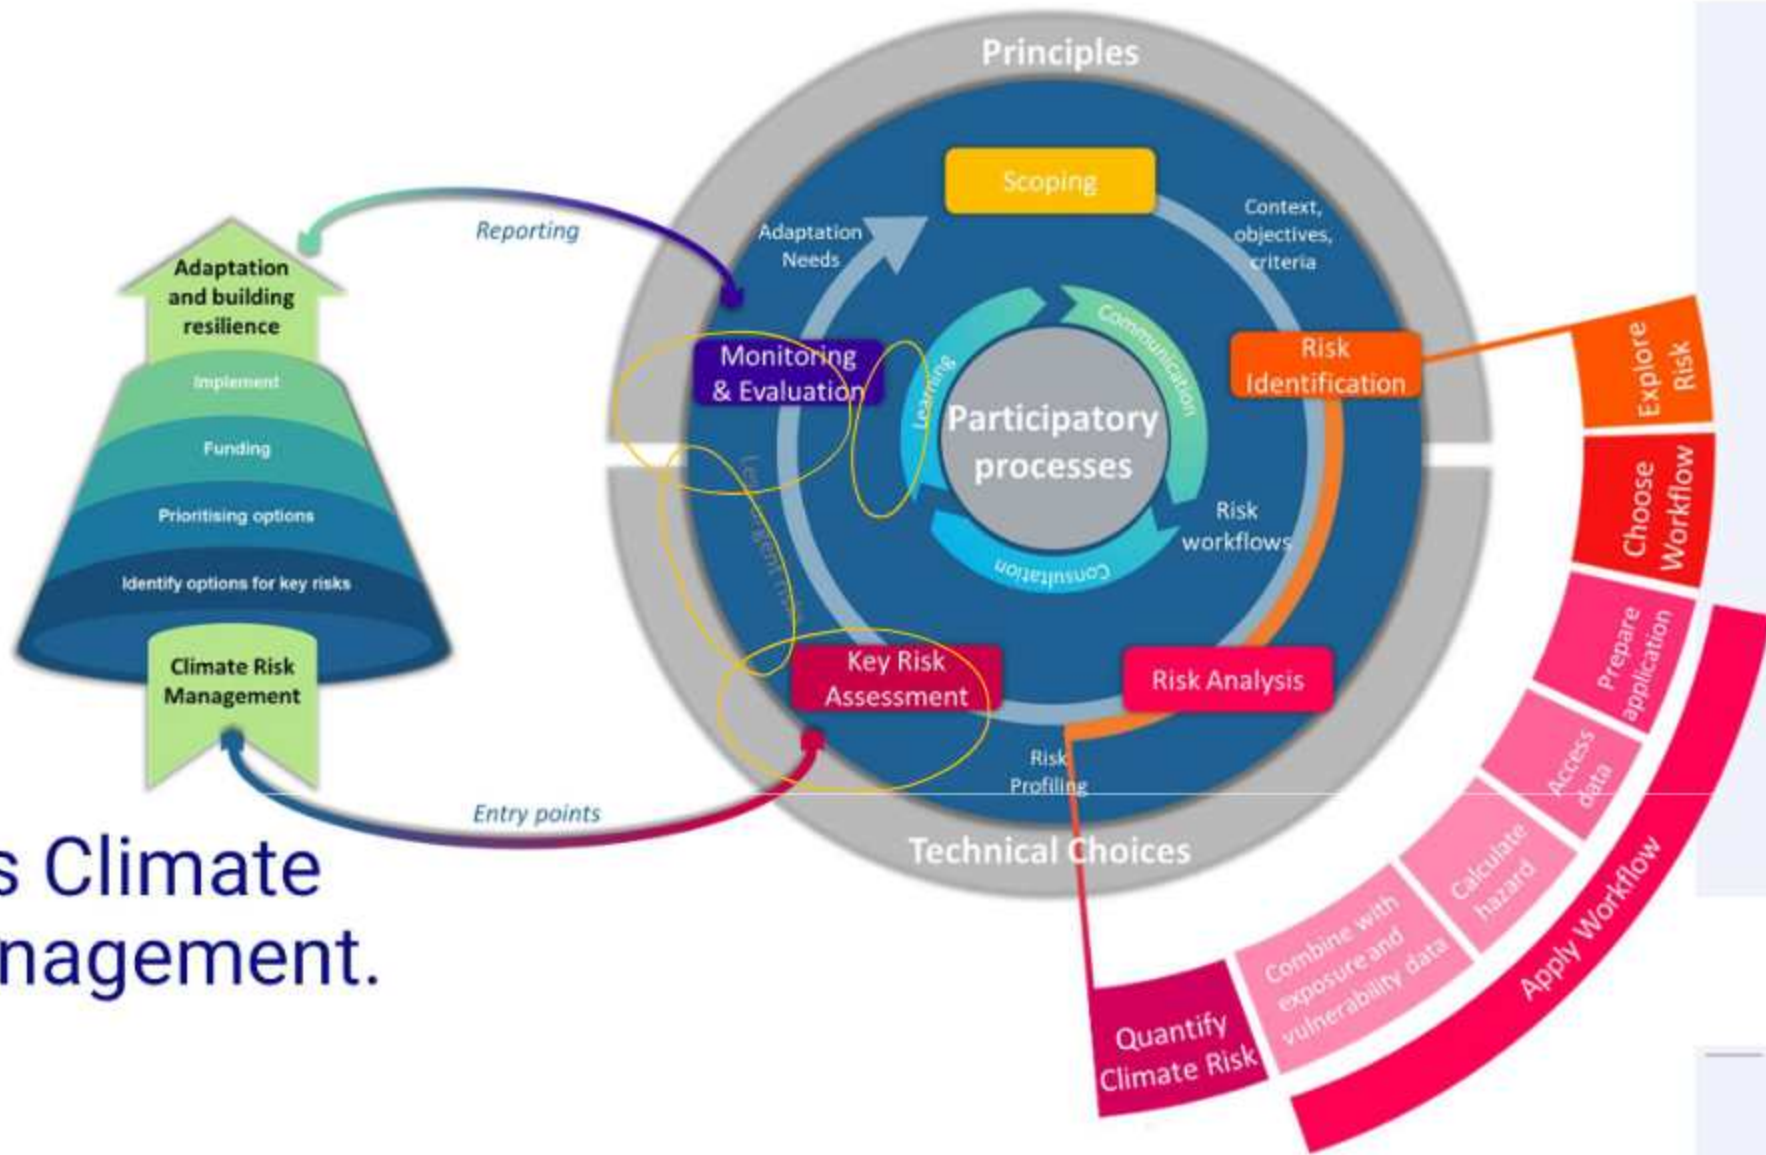 Principles
Scoping
Context,
objectives,
criteria
Adaptation
Needs
Reporting
Adaptation
and building
resilience
Implement
Funding
Prioritising options
Identify options for key risks
Climate Risk
Management
Entry points
Monitoring
& Evaluation
Learning
Communication
Consultation
Participatory
processes
Risk
Identification
Risk
workflows
Key Risk
Assessment
Risk Analysis
Risk
Profiling
Technical Choices
Explore
Risk
Choose
Workflow
Prepare
application
Access
data
Calculate
hazard
Combine with
exposure and
vulnerability data
Apply Workflow
Quantify
Climate Risk
s Climate
nagement.